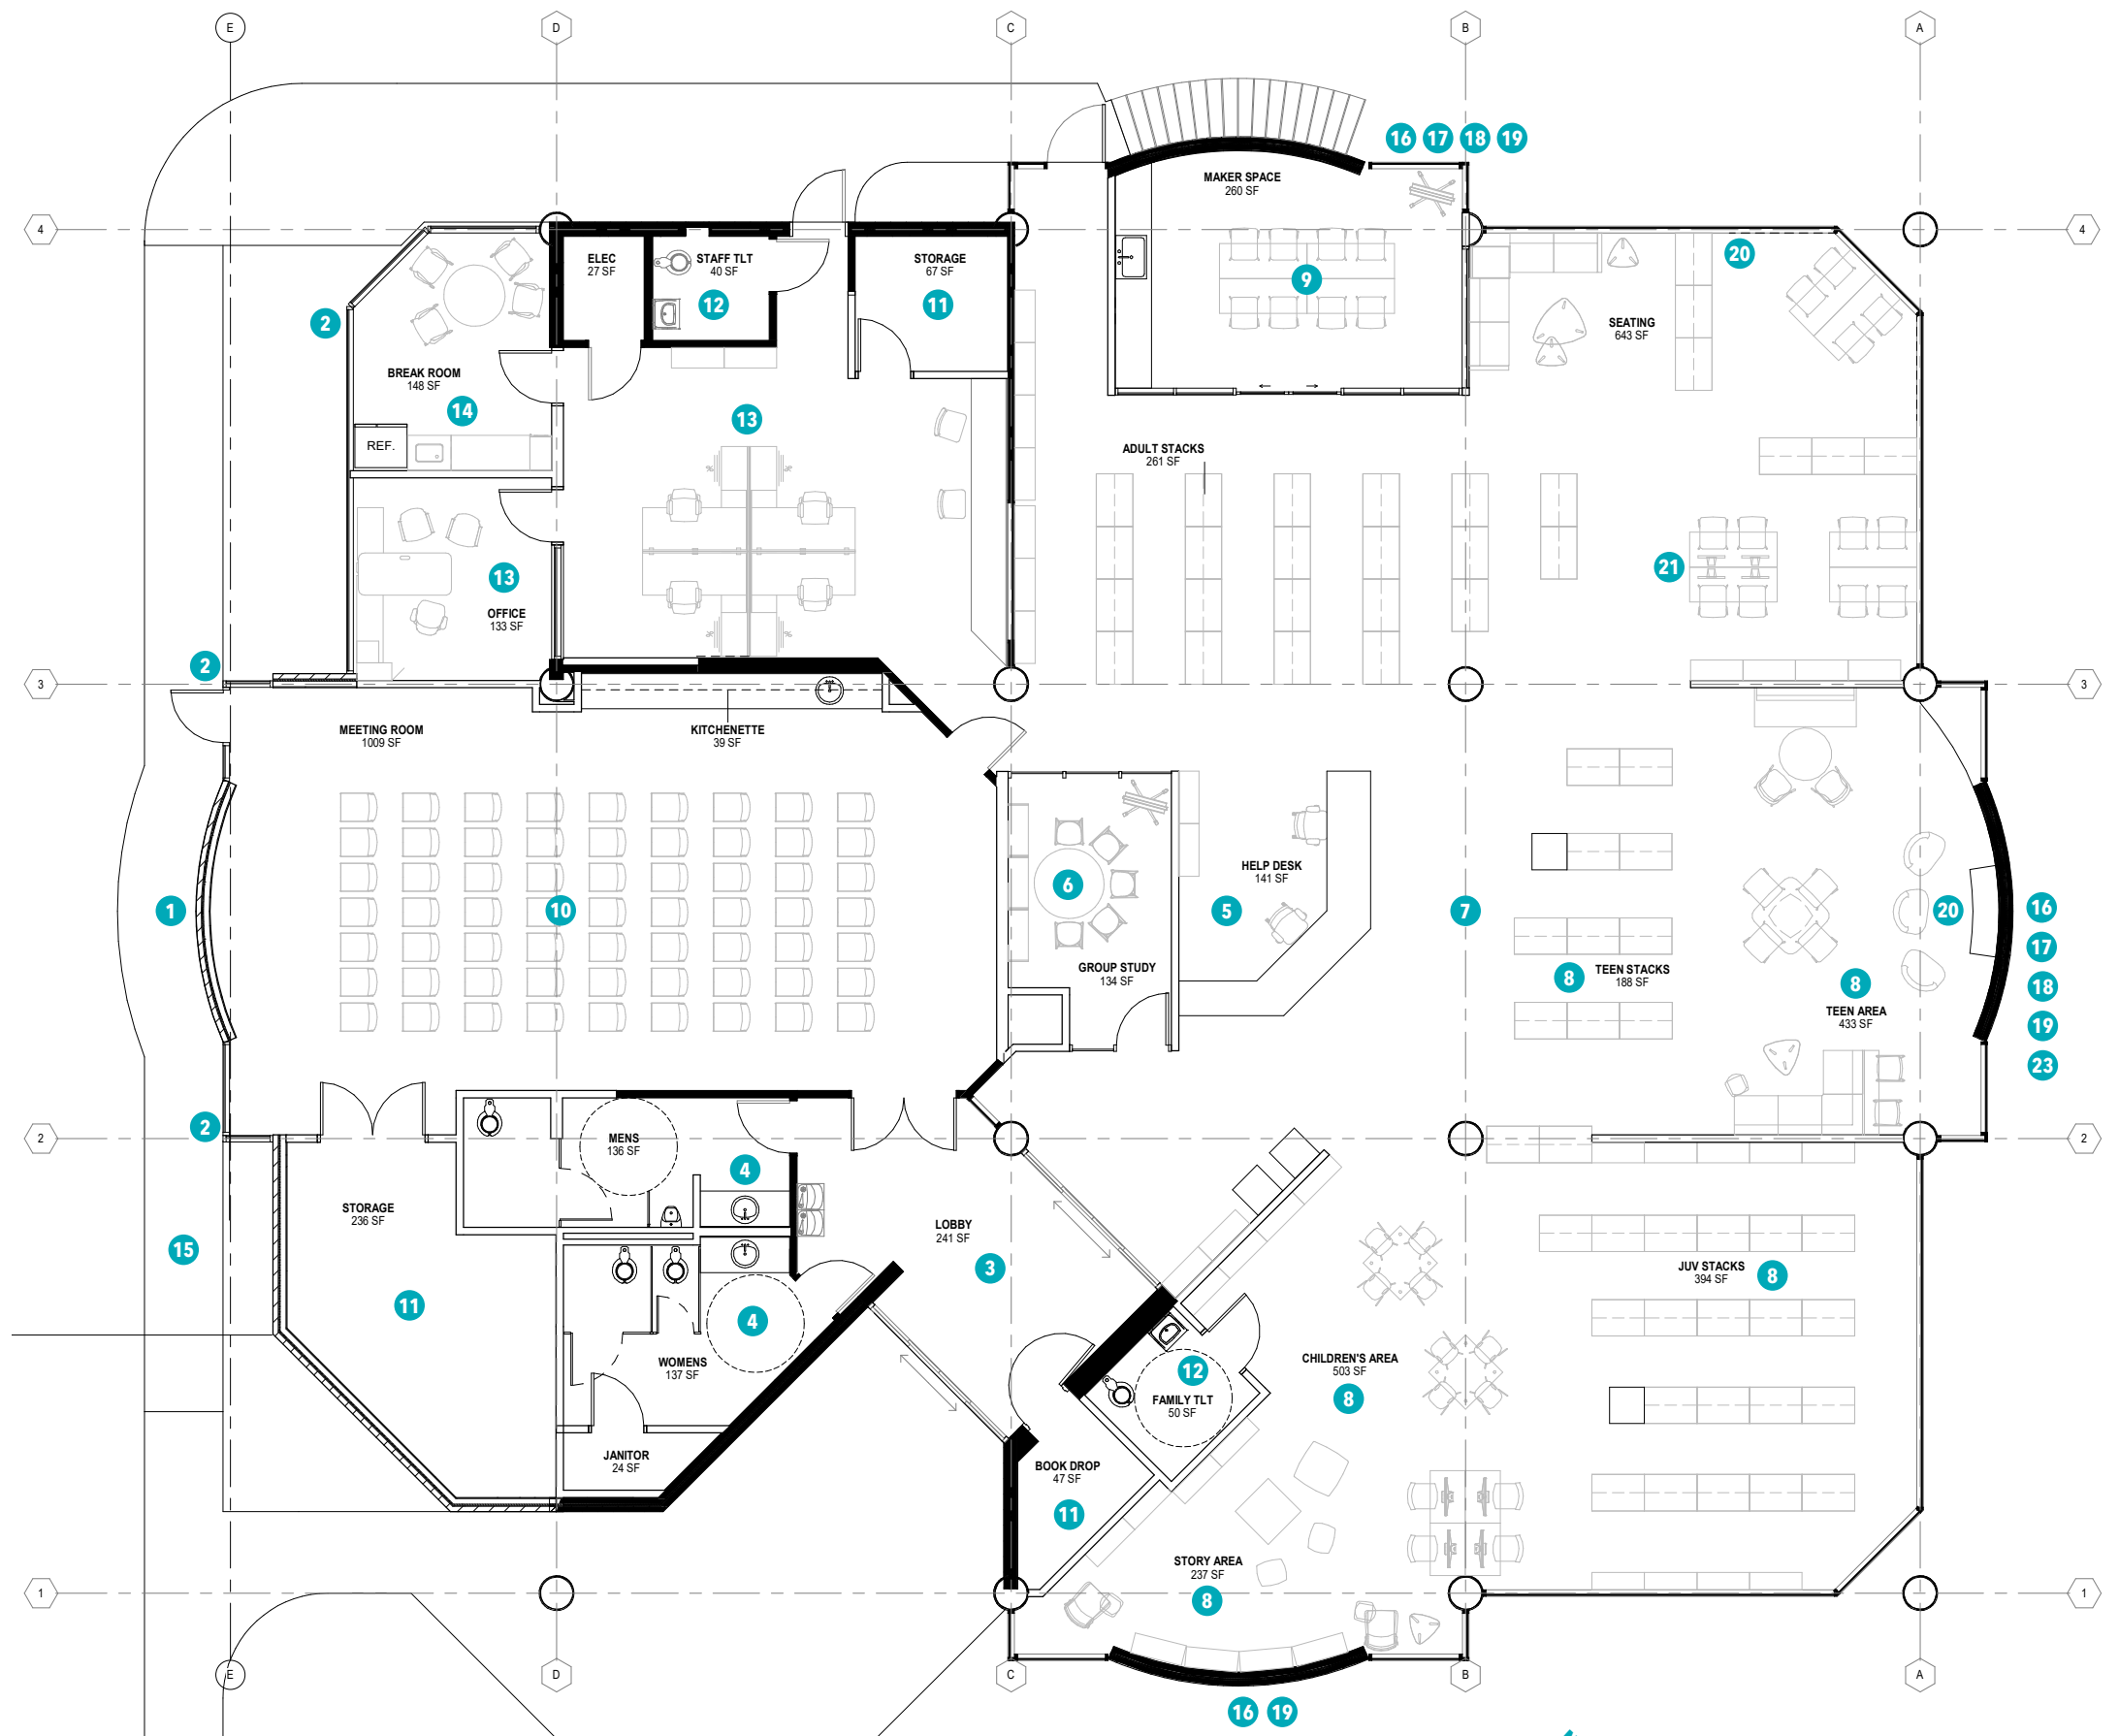 E
D
C
B
A
16 17 18 19
MAKER SPACE
260 SF
4
4
ELEC
27 SF
STAFF TLT
40 SF
STORAGE
67 SF
20
9
12
11
2
SEATING
643 SF
BREAK ROOM
148 SF
14
13
REF.
ADULT STACKS
261 SF
13
21
OFFICE
133 SF
2
3
3
MEETING ROOM
1009 SF
KITCHENETTE
39 SF
HELP DESK
141 SF
6
1
10
5
7
20
16
17
GROUP STUDY
134 SF
8
TEEN STACKS
188 SF
8
18
TEEN AREA
433 SF
19
23
2
2
2
MENS
136 SF
4
STORAGE
236 SF
LOBBY
241 SF
15
3
JUV STACKS
394 SF
8
11
4
WOMENS
137 SF
CHILDREN'S AREA
503 SF
12
FAMILY TLT
50 SF
8
JANITOR
24 SF
BOOK DROP
47 SF
11
STORY AREA
237 SF
8
1
1
E
D
C
B
A
16 19